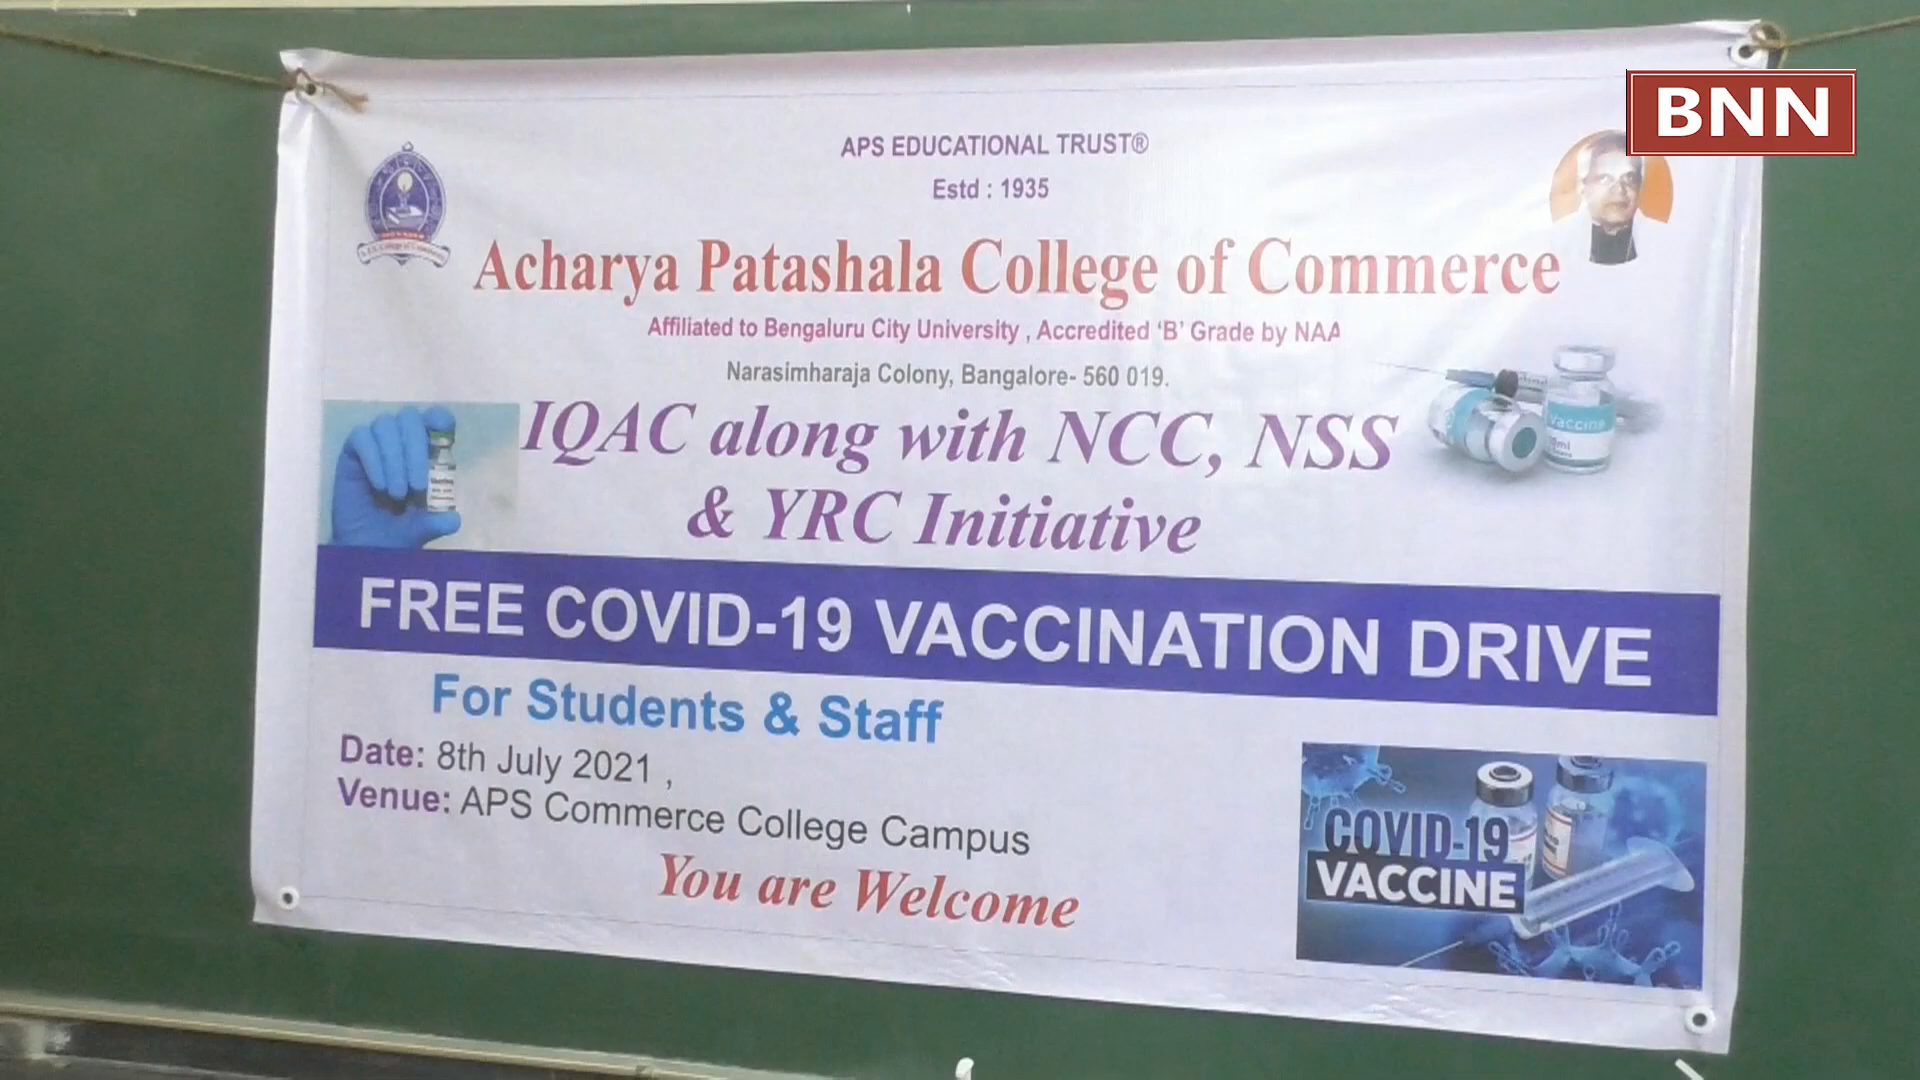 BNN
APS EDUCATIONAL TRUST®
Estd : 1935
Acharya Patashala College of Commerce
Affiliated to Bengaluru City University , Accredited ‘B’ Grade by NAA
Narasimharaja Colony, Bangalore- 560 019.
IQAC along with NCC, NSS
& YRC Initiative
Vaccine
FREE COVID-19 VACCINATION DRIVE
For Students & Staff
Date: 8th July 2021 ,
Venue: APS Commerce College Campus
You are Welcome
COVID-19
VACCINE